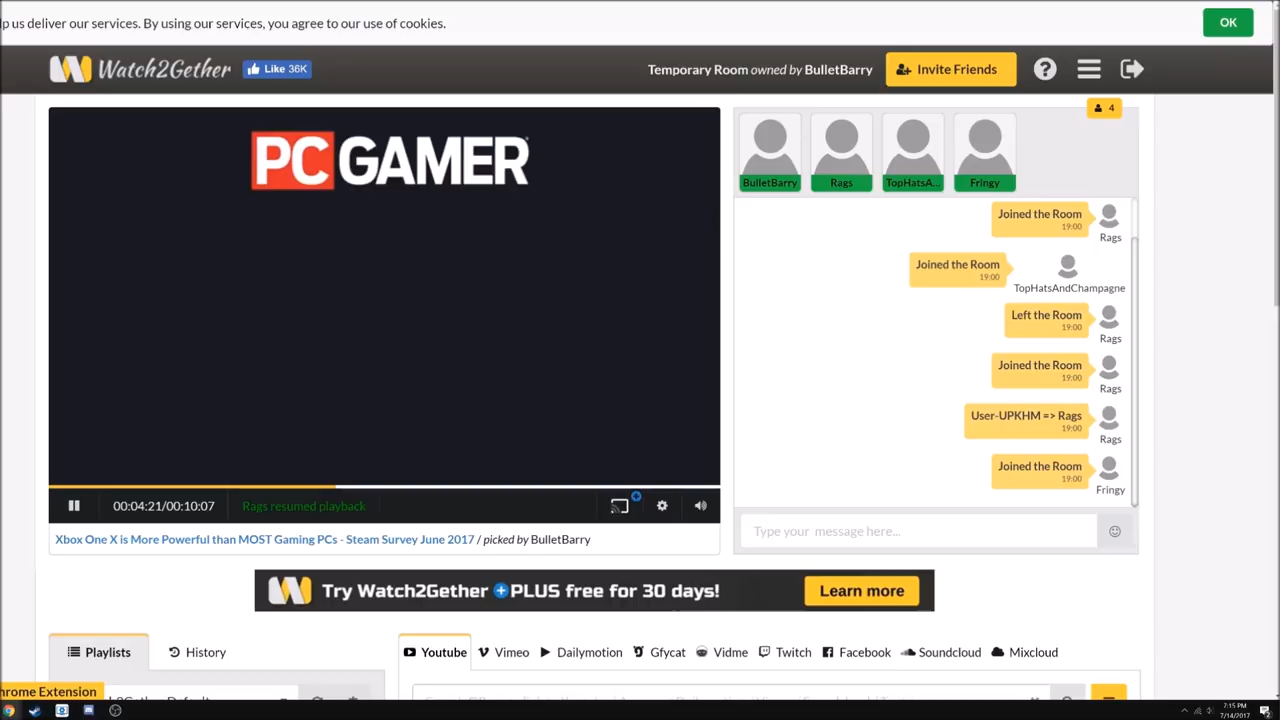 lp us deliver our services. By using our services, you agree to our use of cookies.
OK
Watch2Gether
Like 36K
Temporary Room owned by BulletBarry
Invite Friends
4
PC GAMER
BulletBarry
Rags
TopHatsA...
Fringy
Joined the Room
19:00
Rags
Joined the Room
19:00
TopHatsAndChampagne
Left the Room
19:00
Rags
Joined the Room
19:00
Rags
User-UPKHM => Rags
19:00
Rags
Joined the Room
19:00
Fringy
00:04:21/00:10:07
Rags resumed playback
Type your message here...
Xbox One X is More Powerful than MOST Gaming PCs - Steam Survey June 2017 / picked by BulletBarry
Try Watch2Gether PLUS free for 30 days!
Learn more
Playlists
History
Youtube
Vimeo
Dailymotion
Gfycat
Vidme
Twitch
Facebook
Soundcloud
Mixcloud
hrome Extension
7:15 PM
7/14/2017